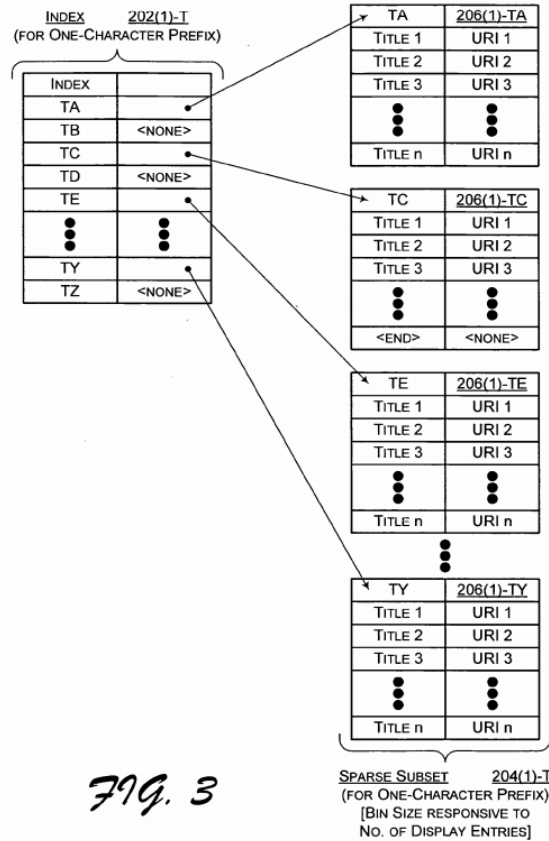 INDEX 202(1)-T
(FOR ONE-CHARACTER PREFIX)
INDEX
TA
TB <NONE>
TC
TD <NONE>
TE
TY
TZ <NONE>
TA 206(1)-TA
TITLE 1 URI 1
TITLE 2 URI 2
TITLE 3 URI 3
TITLE n URI n
TC 206(1)-TC
TITLE 1 URI 1
TITLE 2 URI 2
TITLE 3 URI 3
<END> <NONE>
TE 206(1)-TE
TITLE 1 URI 1
TITLE 2 URI 2
TITLE 3 URI 3
TITLE n URI n
TY 206(1)-TY
TITLE 1 URI 1
TITLE 2 URI 2
TITLE 3 URI 3
TITLE n URI n
SPARSE SUBSET 204(1)-T
(FOR ONE-CHARACTER PREFIX)
[BIN SIZE RESPONSIVE TO
NO. OF DISPLAY ENTRIES]
FIG. 3